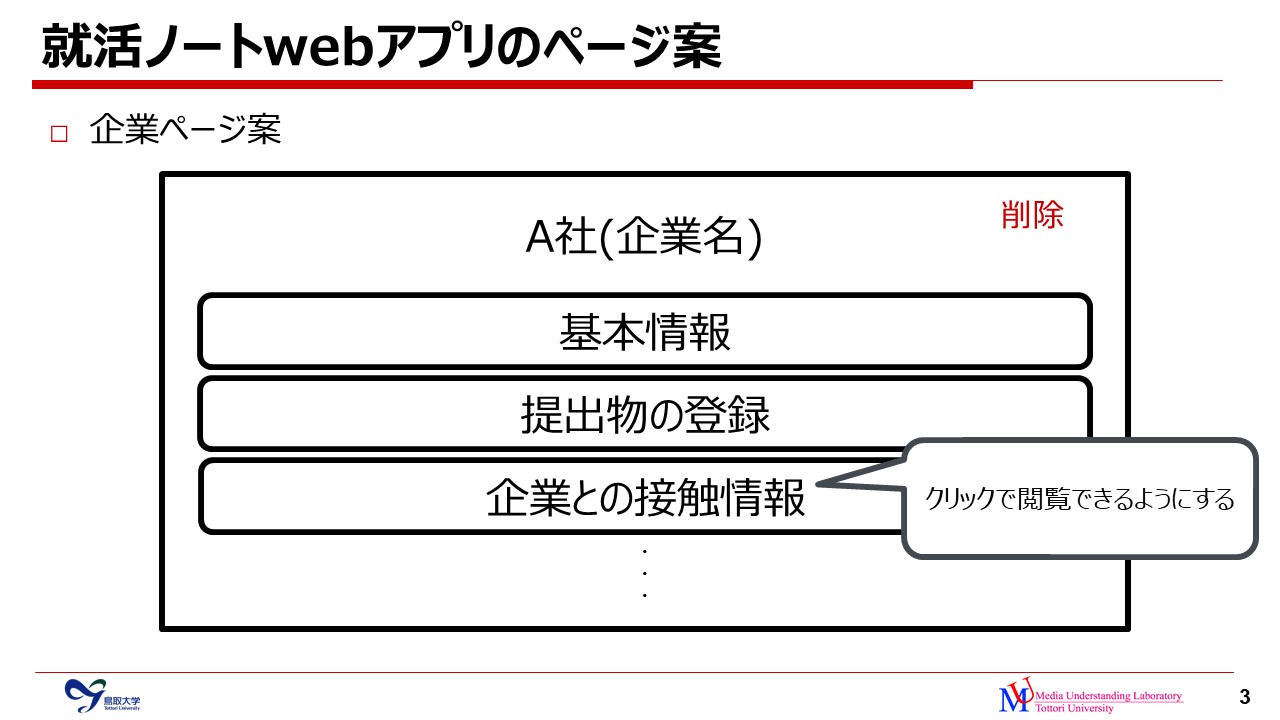 就活ノートwebアプリのページ案
□ 企業ページ案
削除
A社(企業名)
基本情報
提出物の登録
企業との接触情報
クリックで閲覧できるようにする
.
.
.
鳥取大学
Tottori University
MU
Media Understanding Laboratory
Tottori University
3